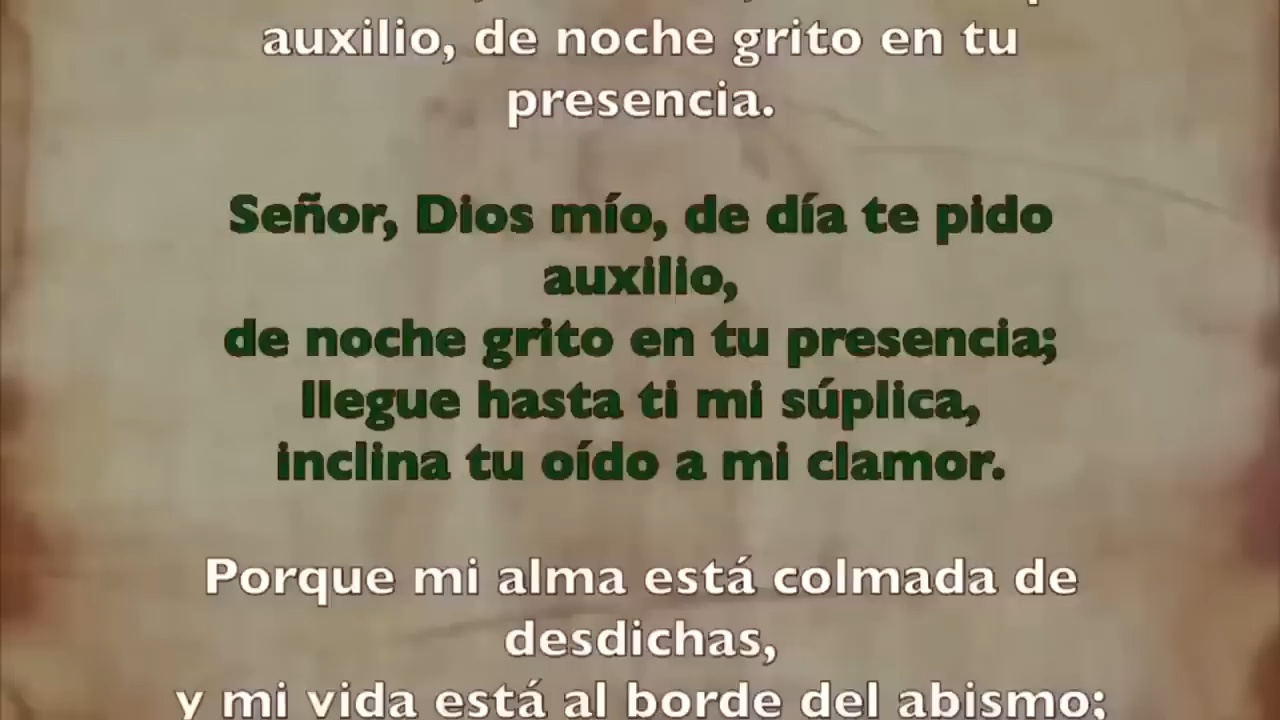 auxilio, de noche grito en tu
presencia.
Señor, Dios mío, de día te pido
auxilio,
de noche grito en tu presencia;
llegue hasta ti mi súplica,
inclina tu oído a mi clamor.
Porque mi alma está colmada de
desdichas,
y mi vida está al borde del abismo;